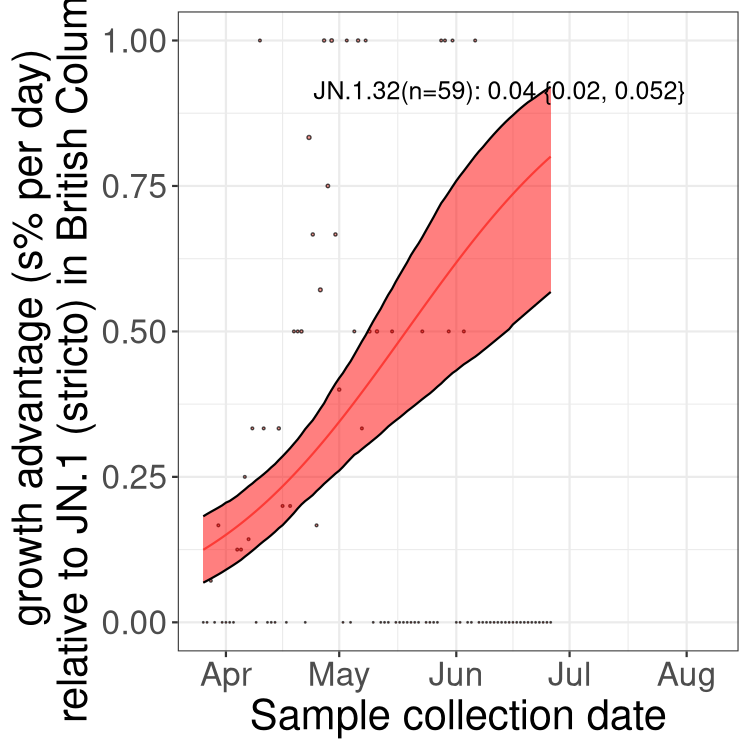 growth advantage (s% per day)
relative to JN.1 (stricto) in British Colum
1.00
0.75
0.50
0.25
0.00
JN.1.32(n=59): 0.04 {0.02, 0.052}
Apr May Jun Jul Aug
Sample collection date